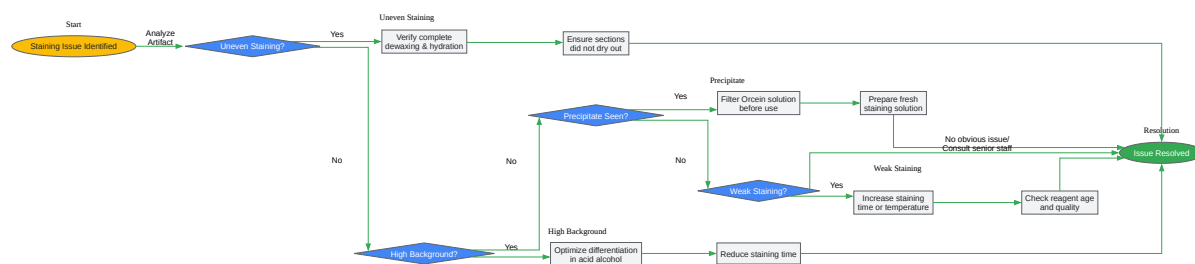 Start
Staining Issue Identified
Analyze
Artifact
Uneven Staining?
Yes
No
Uneven Staining
Verify complete
dewaxing & hydration
Ensure sections
did not dry out
High Background?
Yes
No
High Background
Optimize differentiation
in acid alcohol
Reduce staining time
Precipitate Seen?
Yes
No
Precipitate
Filter Orcein solution
before use
Prepare fresh
staining solution
Weak Staining?
Yes
No obvious issue/
Consult senior staff
Weak Staining
Increase staining
time or temperature
Check reagent age
and quality
Resolution
Issue Resolved